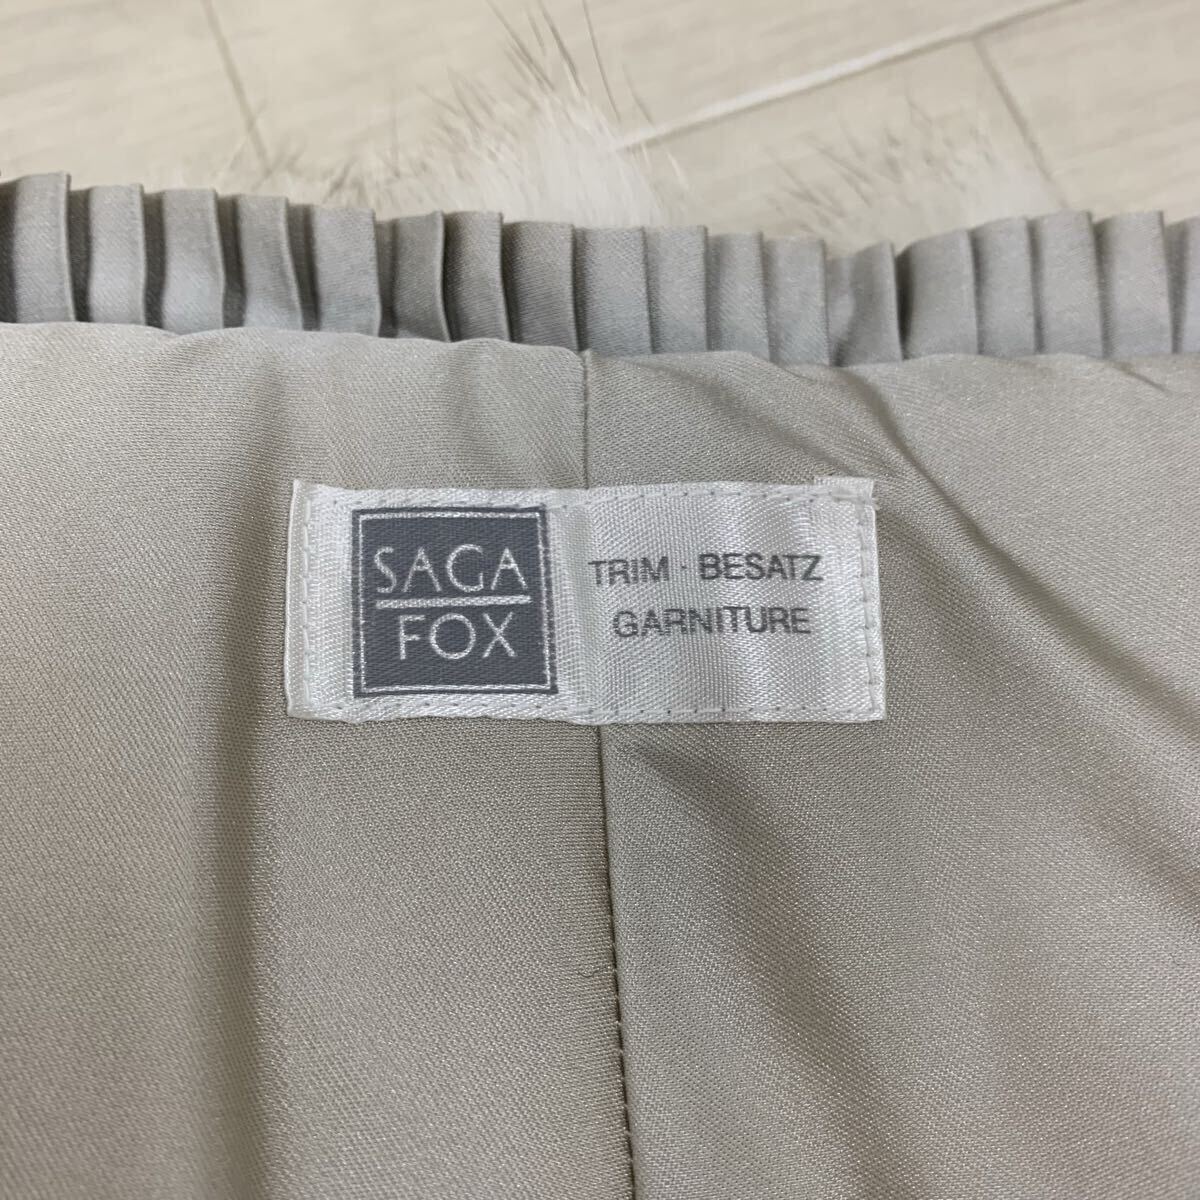 SAGA
FOX
TRIM · BESATZ
GARNITURE